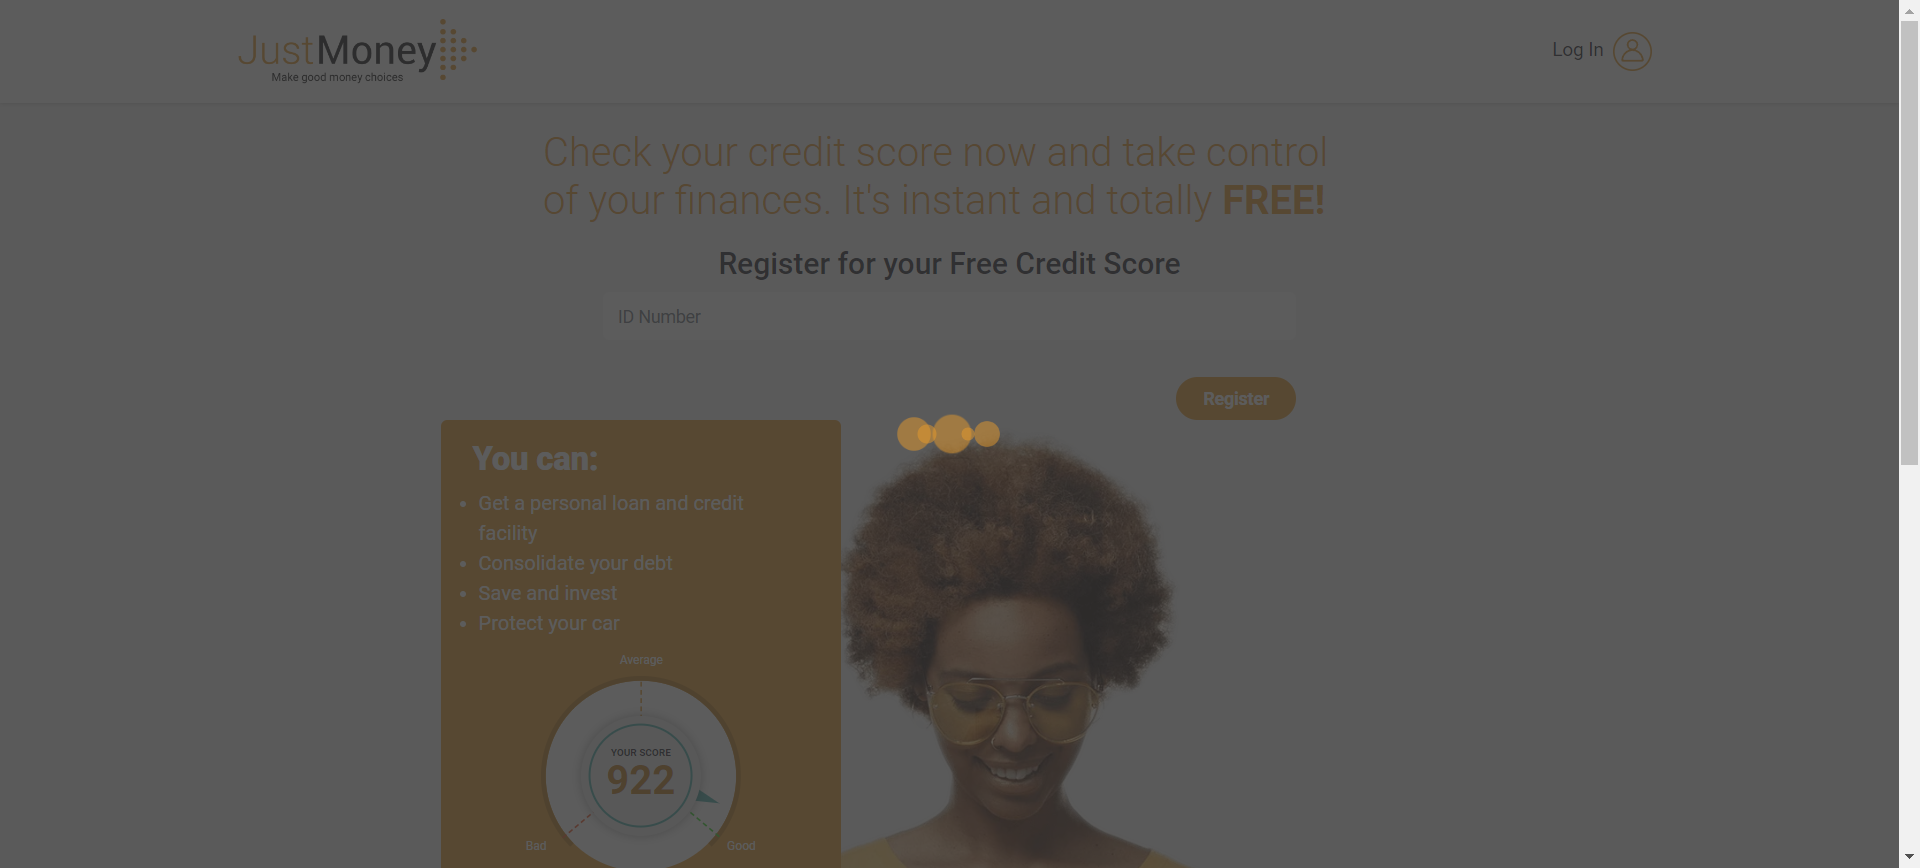 JustMoney
Make good money choices
Log In
Check your credit score now and take control
of your finances. It's instant and totally FREE!
Register for your Free Credit Score
ID Number
Register
You can:
• Get a personal loan and credit
facility
• Consolidate your debt
• Save and invest
• Protect your car
Average
YOUR SCORE
922
Bad
Good